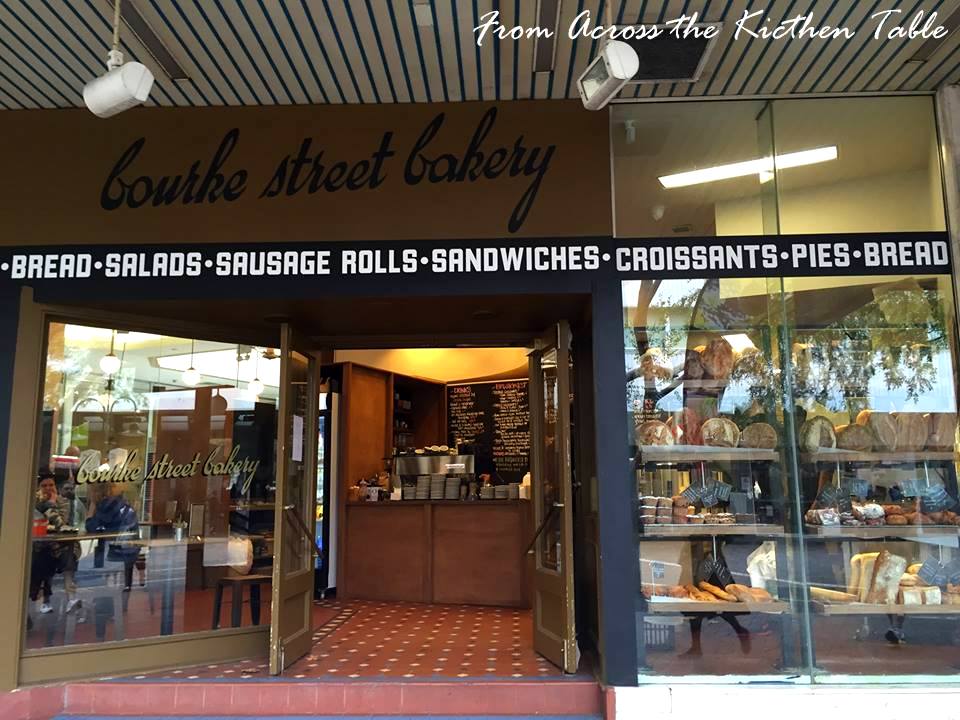 From Across the Kicthen Table
bourke street bakery
•BREAD•SALADS•SAUSAGE ROLLS•SANDWICHES•CROISSANTS•PIES•BREAD
bourke street bakery